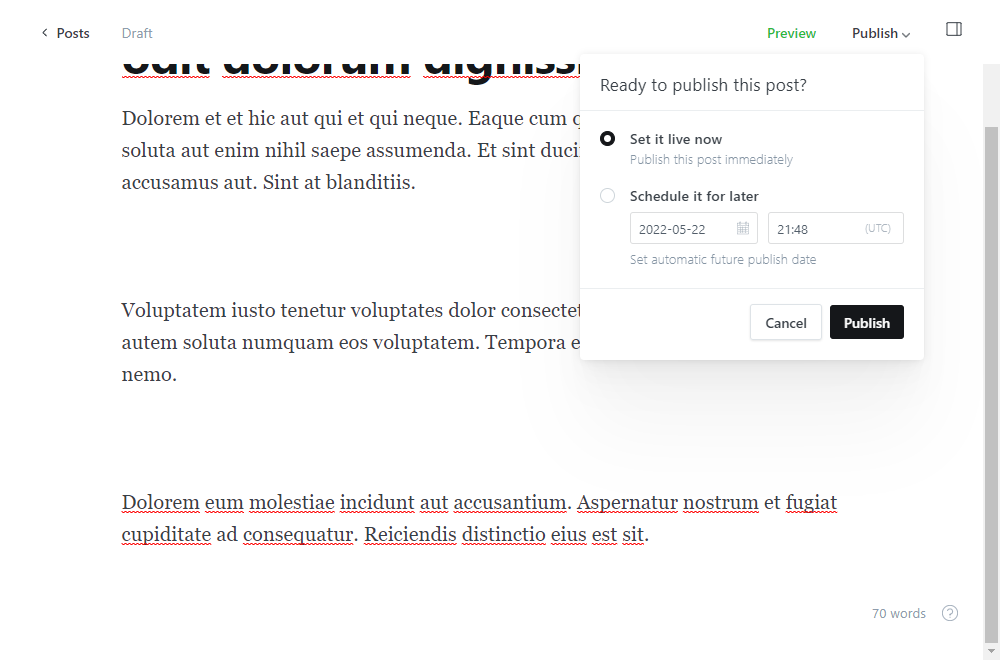 Posts
Draft
Preview
Publish
Dolorem et et hic aut qui et qui neque. Eaque cum
soluta aut enim nihil saepe assumenda. Et sint
accusamus aut. Sint at blanditiis.
Voluptatem iusto tenetur voluptates dolor
autem soluta numquam eos voluptatem. Tempora
nemo.
Dolorem eum molestiae incidunt aut accusantium. Aspernatur nostrum et fugiat
cupiditate ad consequatur. Reiciendis distinctio eius est sit.
Ready to publish this post?
Set it live now
Publish this post immediately
Schedule it for later
2022-05-22
21:48 (UTC)
Set automatic future publish date
Cancel
Publish
70 words
?